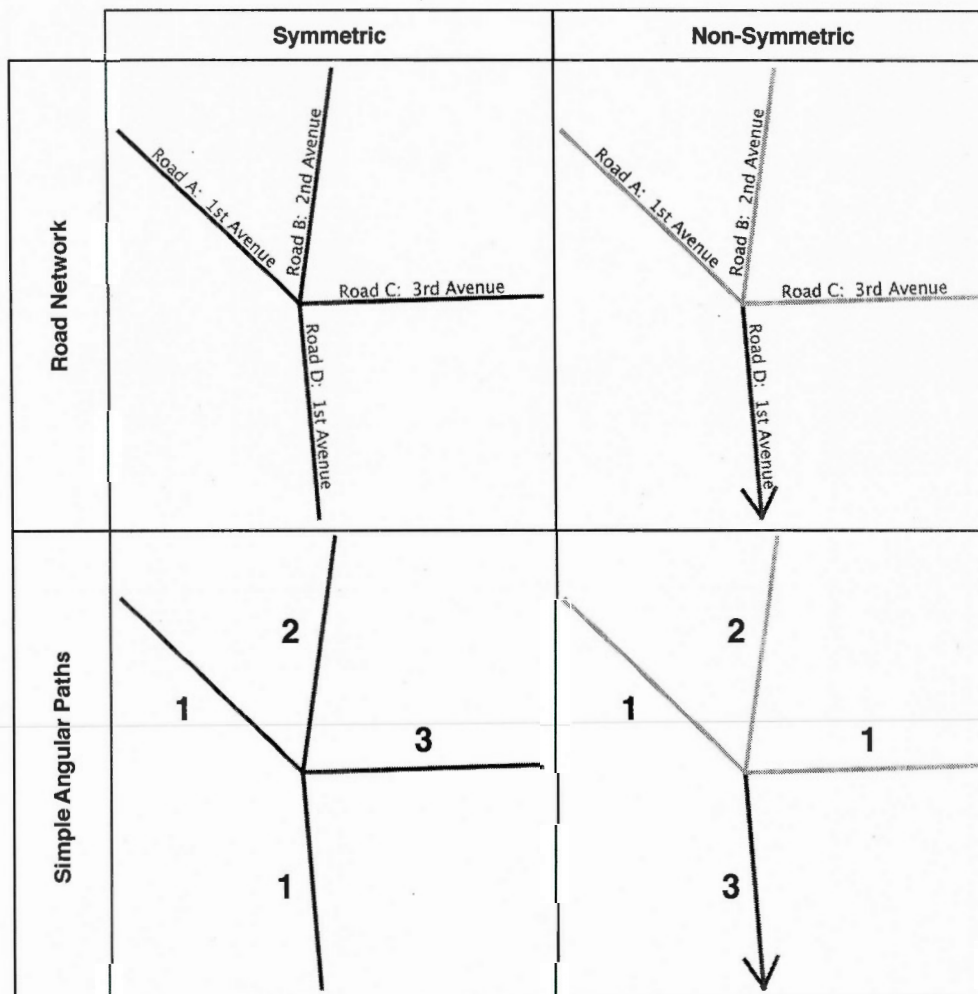 Symmetric
Non-Symmetric
Road Network
Road A: 1st Avenue
Road B: 2nd Avenue
Road C: 3rd Avenue
Road D: 1st Avenue
Road A: 1st Avenue
Road B: 2nd Avenue
Road C: 3rd Avenue
Road D: 1st Avenue
Simple Angular Paths
1
2
3
1
1
2
1
3